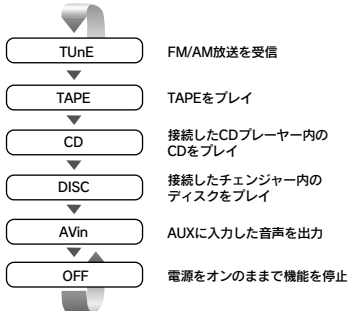 TUnE
FM/AM放送を受信
TAPE
TAPEをプレイ
CD
接続したCDプレーヤー内の
CDをプレイ
DISC
接続したチェンジャー内の
ディスクをプレイ
AVin
AUXに入力した音声を出力
OFF
電源をオンのままで機能を停止